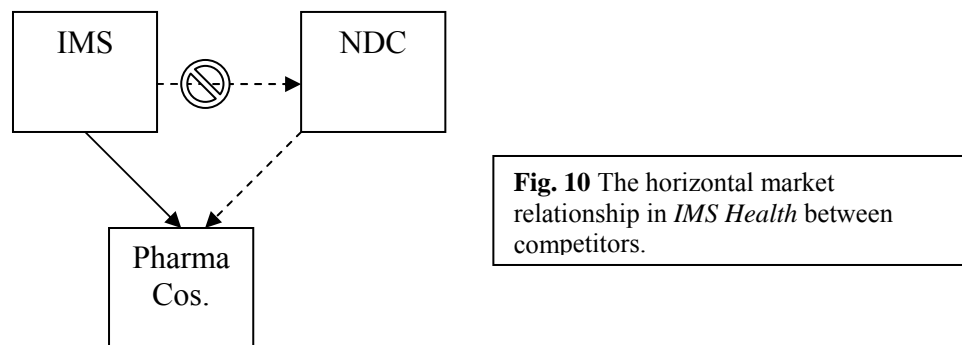 IMS
NDC
Pharma
Cos.
Fig. 10 The horizontal market
relationship in IMS Health between
competitors.